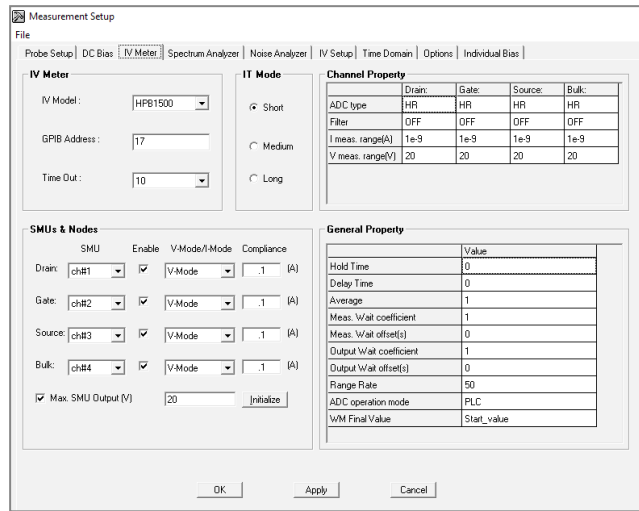 Measurement Setup
File
Probe Setup DC Bias IV Meter Spectrum Analyzer Noise Analyzer IV Setup Time Domain Options Individual Bias
IV Meter
IV Model : HPB1500
GPIB Address : 17
Time Out : 10
IT Mode
Short
Medium
Long
Channel Property
Drain: Gate: Source: Bulk:
ADC type HR HR HR HR
Filter OFF OFF OFF OFF
I meas. range(A) 1e-9 1e-9 1e-9 1e-9
V meas. range(V) 20 20 20 20
SMUs & Nodes
SMU Enable V-Mode/I-Mode Compliance
Drain: ch#1 V-Mode .1 (A)
Gate: ch#2 V-Mode .1 (A)
Source: ch#3 V-Mode .1 (A)
Bulk: ch#4 V-Mode .1 (A)
Max. SMU Output (V) 20 Initialize
General Property
Value
Hold Time 0
Delay Time 0
Average 1
Meas. Wait coefficient 1
Meas. Wait offset(s) 0
Output Wait coefficient 1
Output Wait offset(s) 0
Range Rate 50
ADC operation mode PLC
WM Final Value Start_value
OK Apply Cancel